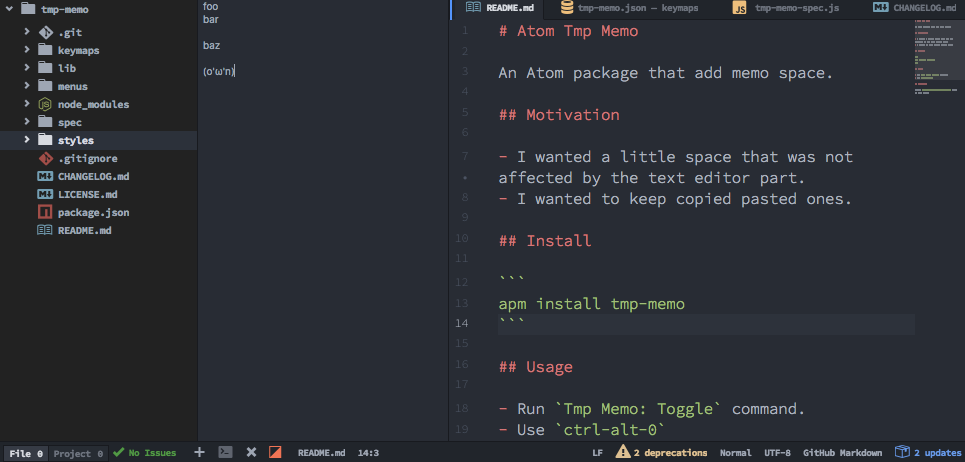 tmp-memo
.git
keymaps
lib
menus
node_modules
spec
styles
.gitignore
CHANGELOG.md
LICENSE.md
package.json
README.md
foo
bar
baz
(o'ω'n)
README.md
tmp-memo.json — keymaps
tmp-memo-spec.js
CHANGELOG.md
1 # Atom Tmp Memo
2
3 An Atom package that add memo space.
4
5 ## Motivation
6
7 - I wanted a little space that was not
• affected by the text editor part.
8 - I wanted to keep copied pasted ones.
9
10 ## Install
11
12 ```
13 apm install tmp-memo
14 ```
15
16 ## Usage
17
18 - Run `Tmp Memo: Toggle` command.
19 - Use `ctrl-alt-0`
File 0 Project 0 No Issues README.md 14:3 LF 2 deprecations Normal UTF-8 GitHub Markdown 2 updates